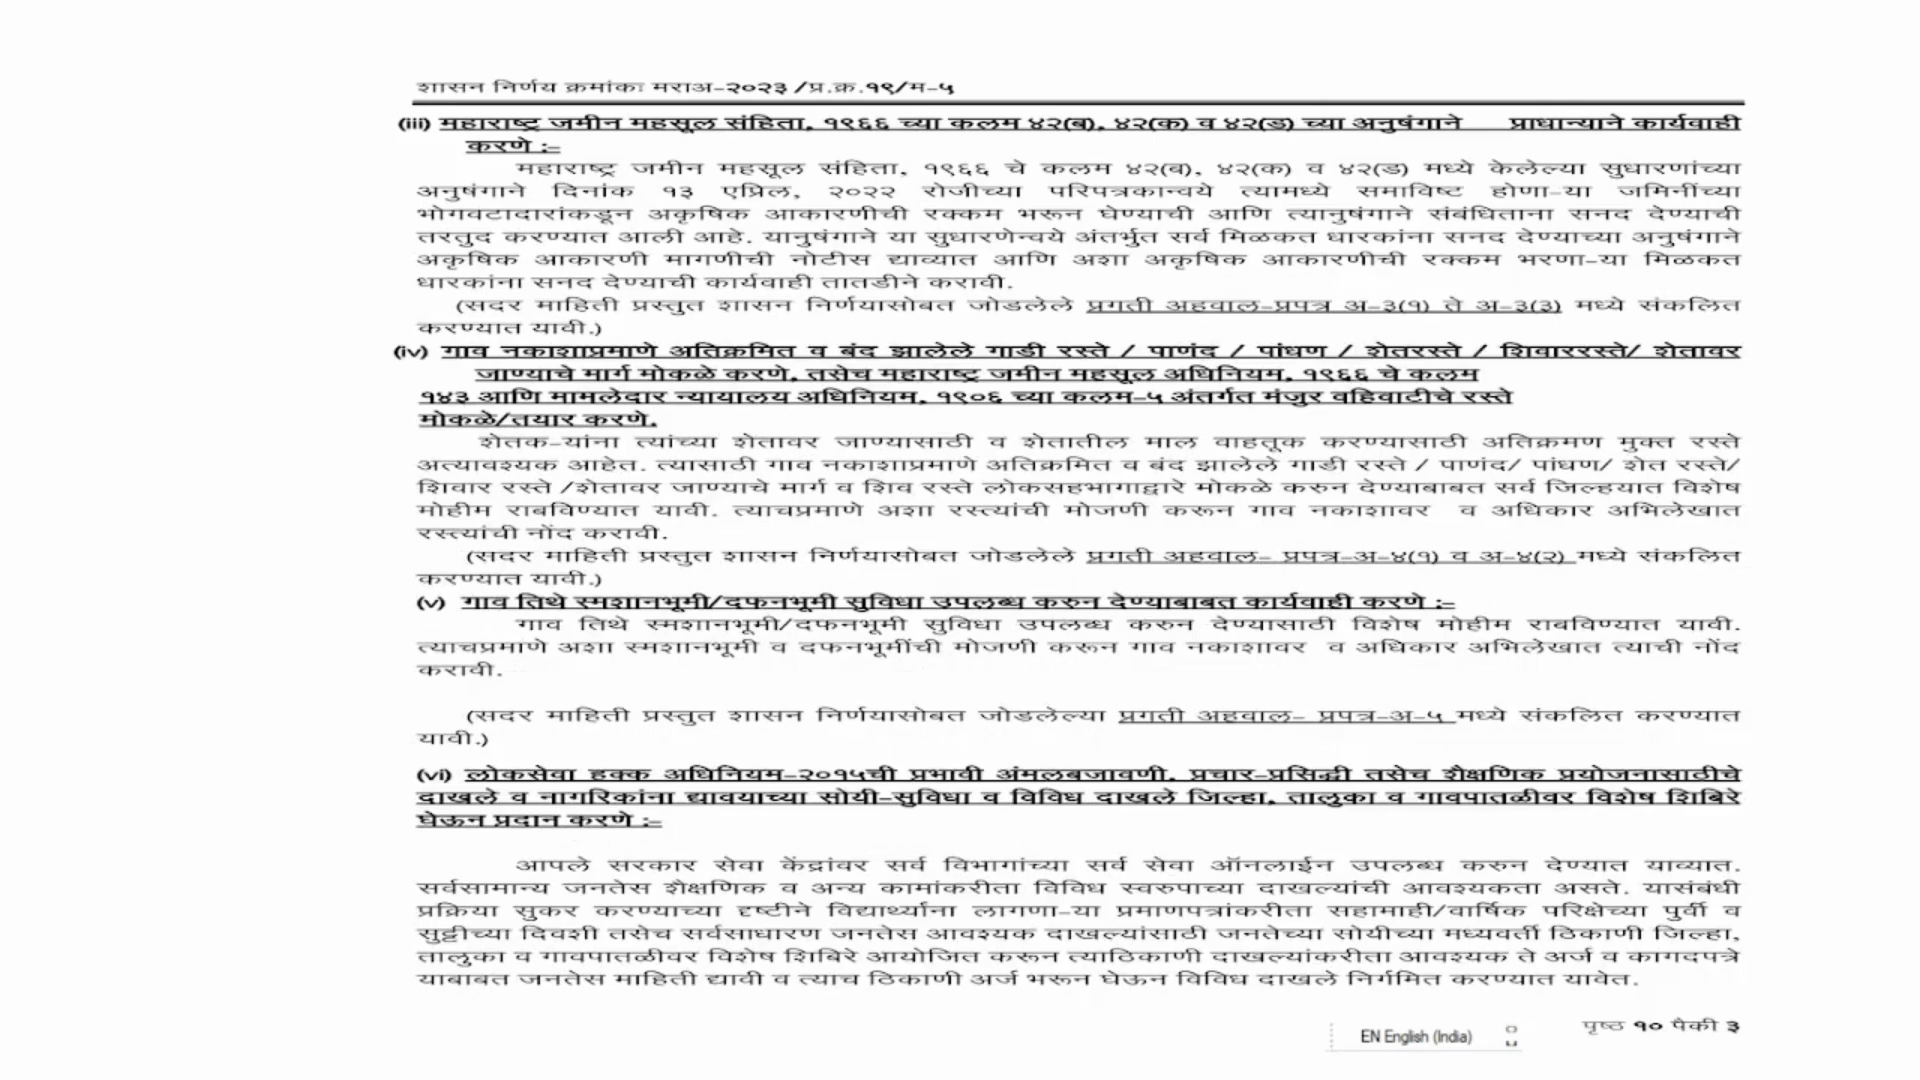 शासन निर्णय क्रमांकः मराअ-२०२३ /प्र.क्र.१९/म-५
(iii) महाराष्ट्र जमीन महसूल संहिता, १९६६ च्या कलम ४२(ब), ४२(क) व ४२(ड) च्या अनुषंगाने प्राधान्याने कार्यवाही
करणे :-
महाराष्ट्र जमीन महसूल संहिता, १९६६ चे कलम ४२(ब), ४२(क) व ४२(ड) मध्ये केलेल्या सुधारणांच्या
अनुषंगाने दिनांक १३ एप्रिल, २०२२ रोजीच्या परिपत्रकान्वये त्यामध्ये समाविष्ट होणा-या जमिनींच्या
भोगवटादारांकडून अकृषिक आकारणीची रक्कम भरून घेण्याची आणि त्यानुषंगाने संबंधिताना सनद देण्याची
तरतुद करण्यात आली आहे. यानुषंगाने या सुधारणेन्वये अंतर्भुत सर्व मिळकत धारकांना सनद देण्याच्या अनुषंगाने
अकृषिक आकारणी मागणीची नोटीस द्याव्यात आणि अशा अकृषिक आकारणीची रक्कम भरणा-या मिळकत
धारकांना सनद देण्याची कार्यवाही तातडीने करावी.
(सदर माहिती प्रस्तुत शासन निर्णयासोबत जोडलेले प्रगती अहवाल-प्रपत्र अ-३(१) ते अ-३(३) मध्ये संकलित
करण्यात यावी.)
(iv) गाव नकाशाप्रमाणे अतिक्रमित व बंद झालेले गाडी रस्ते / पाणंद / पांधण / शेतरस्ते / शिवाररस्ते/ शेतावर
जाण्याचे मार्ग मोकळे करणे, तसेच महाराष्ट्र जमीन महसूल अधिनियम, १९६६ चे कलम
१४३ आणि मामलेदार न्यायालय अधिनियम, १९०६ च्या कलम-५ अंतर्गत मंजुर वहिवाटीचे रस्ते
मोकळे/तयार करणे.
शेतक-यांना त्यांच्या शेतावर जाण्यासाठी व शेतातील माल वाहतूक करण्यासाठी अतिक्रमण मुक्त रस्ते
अत्यावश्यक आहेत. त्यासाठी गाव नकाशाप्रमाणे अतिक्रमित व बंद झालेले गाडी रस्ते / पाणंद/ पांधण/ शेत रस्ते/
शिवार रस्ते /शेतावर जाण्याचे मार्ग व शिव रस्ते लोकसहभागाद्वारे मोकळे करुन देण्याबाबत सर्व जिल्हयात विशेष
मोहीम राबविण्यात यावी. त्याचप्रमाणे अशा रस्त्यांची मोजणी करून गाव नकाशावर व अधिकार अभिलेखात
रस्त्यांची नोंद करावी.
(सदर माहिती प्रस्तुत शासन निर्णयासोबत जोडलेले प्रगती अहवाल- प्रपत्र-अ-४(१) व अ-४(२) मध्ये संकलित
करण्यात यावी.)
(v) गाव तिथे स्मशानभूमी/दफनभूमी सुविधा उपलब्ध करुन देण्याबाबत कार्यवाही करणे :-
गाव तिथे स्मशानभूमी/दफनभूमी सुविधा उपलब्ध करुन देण्यासाठी विशेष मोहीम राबविण्यात यावी.
त्याचप्रमाणे अशा स्मशानभूमी व दफनभूमींची मोजणी करून गाव नकाशावर व अधिकार अभिलेखात त्याची नोंद
करावी.
(सदर माहिती प्रस्तुत शासन निर्णयासोबत जोडलेल्या प्रगती अहवाल- प्रपत्र-अ-५ मध्ये संकलित करण्यात
यावी.)
(vi) लोकसेवा हक्क अधिनियम-२०१५ची प्रभावी अंमलबजावणी, प्रचार-प्रसिद्धी तसेच शैक्षणिक प्रयोजनासाठीचे
दाखले व नागरिकांना द्यावयाच्या सोयी-सुविधा व विविध दाखले जिल्हा, तालुका व गावपातळीवर विशेष शिबिरे
घेऊन प्रदान करणे :-
आपले सरकार सेवा केंद्रांवर सर्व विभागांच्या सर्व सेवा ऑनलाईन उपलब्ध करुन देण्यात याव्यात.
सर्वसामान्य जनतेस शैक्षणिक व अन्य कामांकरीता विविध स्वरुपाच्या दाखल्यांची आवश्यकता असते. यासंबंधी
प्रक्रिया सुकर करण्याच्या दृष्टीने विद्यार्थ्यांना लागणा-या प्रमाणपत्रांकरीता सहामाही/वार्षिक परिक्षेच्या पुर्वी व
सुट्टीच्या दिवशी तसेच सर्वसाधारण जनतेस आवश्यक दाखल्यांसाठी जनतेच्या सोयीच्या मध्यवर्ती ठिकाणी जिल्हा,
तालुका व गावपातळीवर विशेष शिबिरे आयोजित करून त्याठिकाणी दाखल्यांकरीता आवश्यक ते अर्ज व कागदपत्रे
याबाबत जनतेस माहिती द्यावी व त्याच ठिकाणी अर्ज भरून घेऊन विविध दाखले निर्गमित करण्यात यावेत.
पृष्ठ १० पैकी ३
EN English (India)